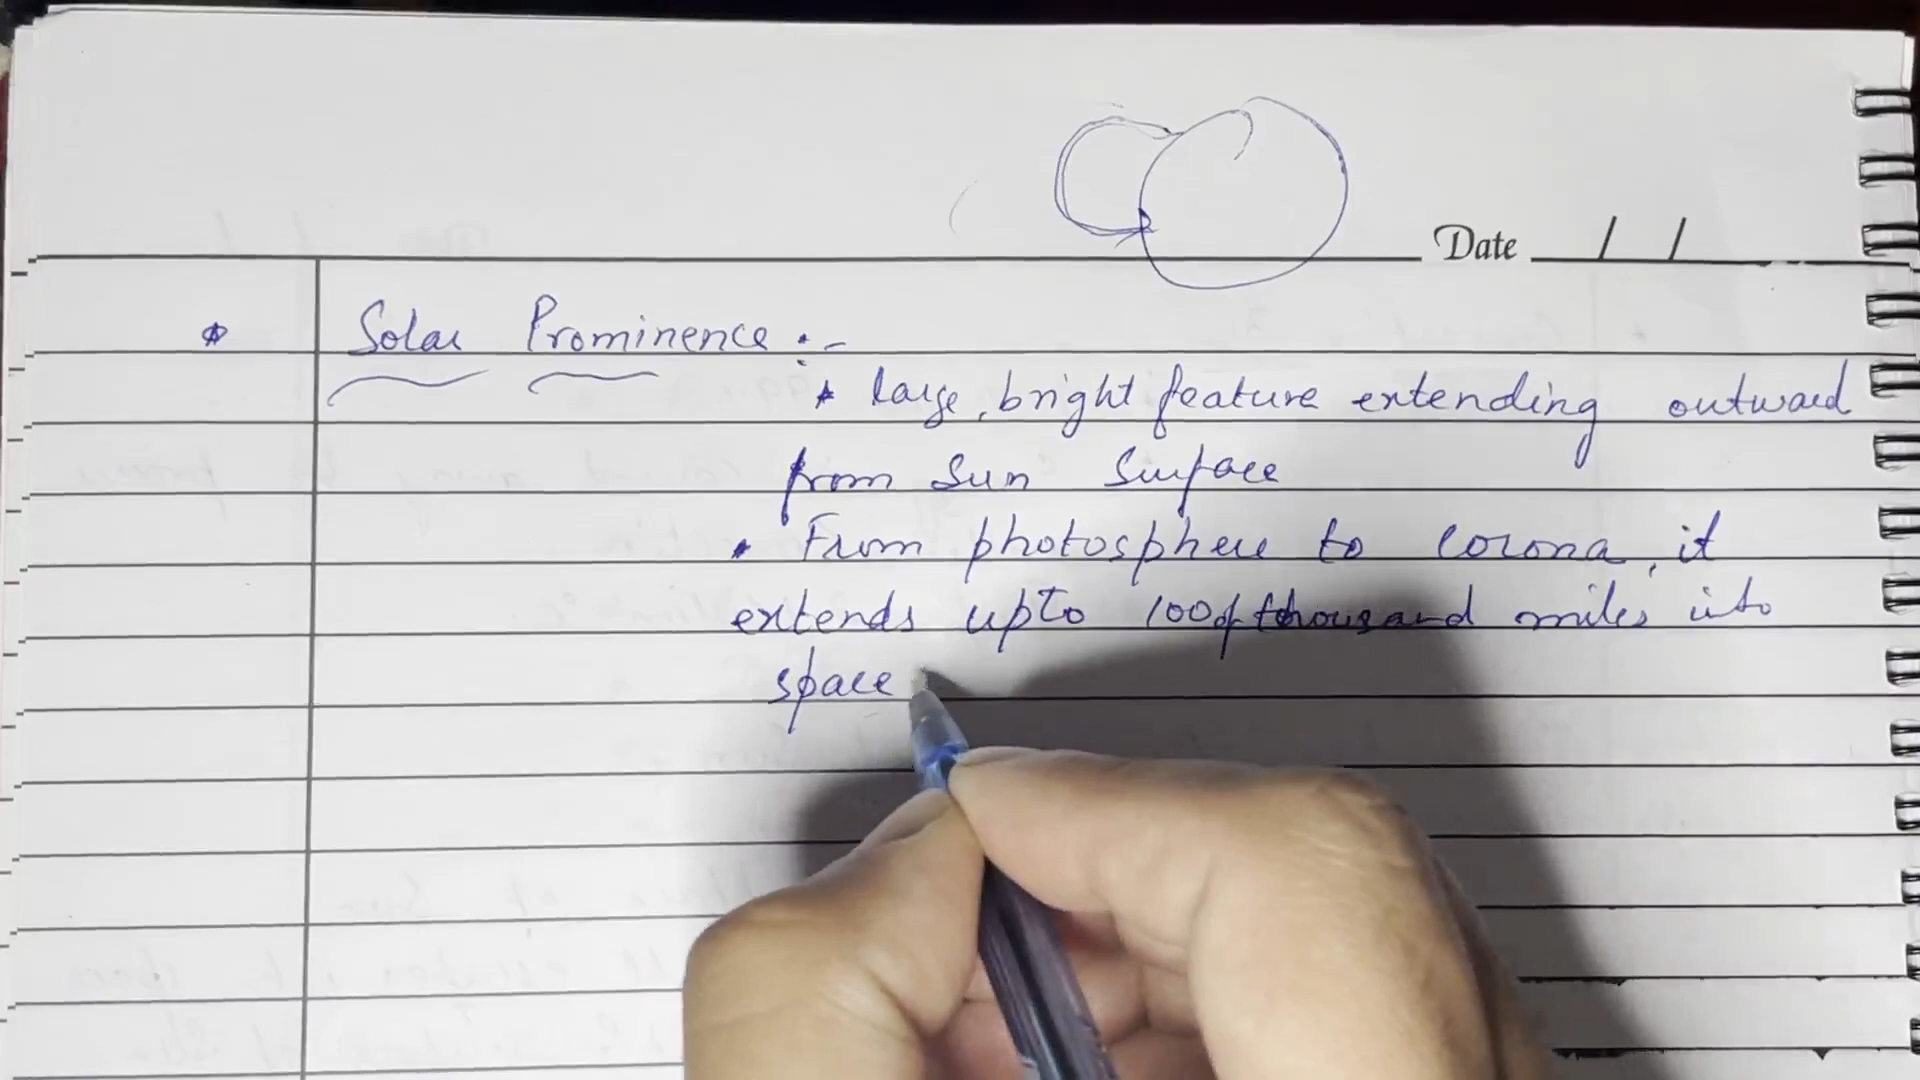 Date / /
* Solar Prominence :-
* large, bright feature extending outward
from Sun Surface
• From photosphere to corona, it
extends upto 100 of thousand miles into
space